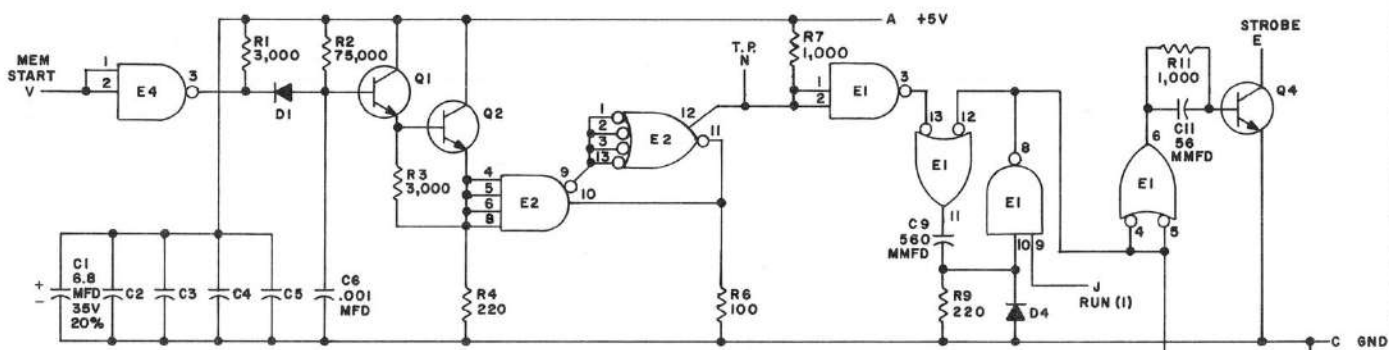 A +5V
STROBE
E
MEM
START
V
1
2
E4
3
R1
3,000
D1
R2
75,000
Q1
Q2
R3
3,000
4
5
6
8
E2
9
10
1
2
3
13
E2
12
11
T.P.
N
R7
1,000
1
2
E1
3
13
12
E1
11
C9
560
MMFD
8
E1
10
9
J
RUN (1)
R9
220
D4
R11
1,000
C11
56
MMFD
6
E1
4
5
Q4
+
-
C1
6.8
MFD
35V
20%
C2
C3
C4
C5
C6
.001
MFD
R4
220
R6
100
C GND